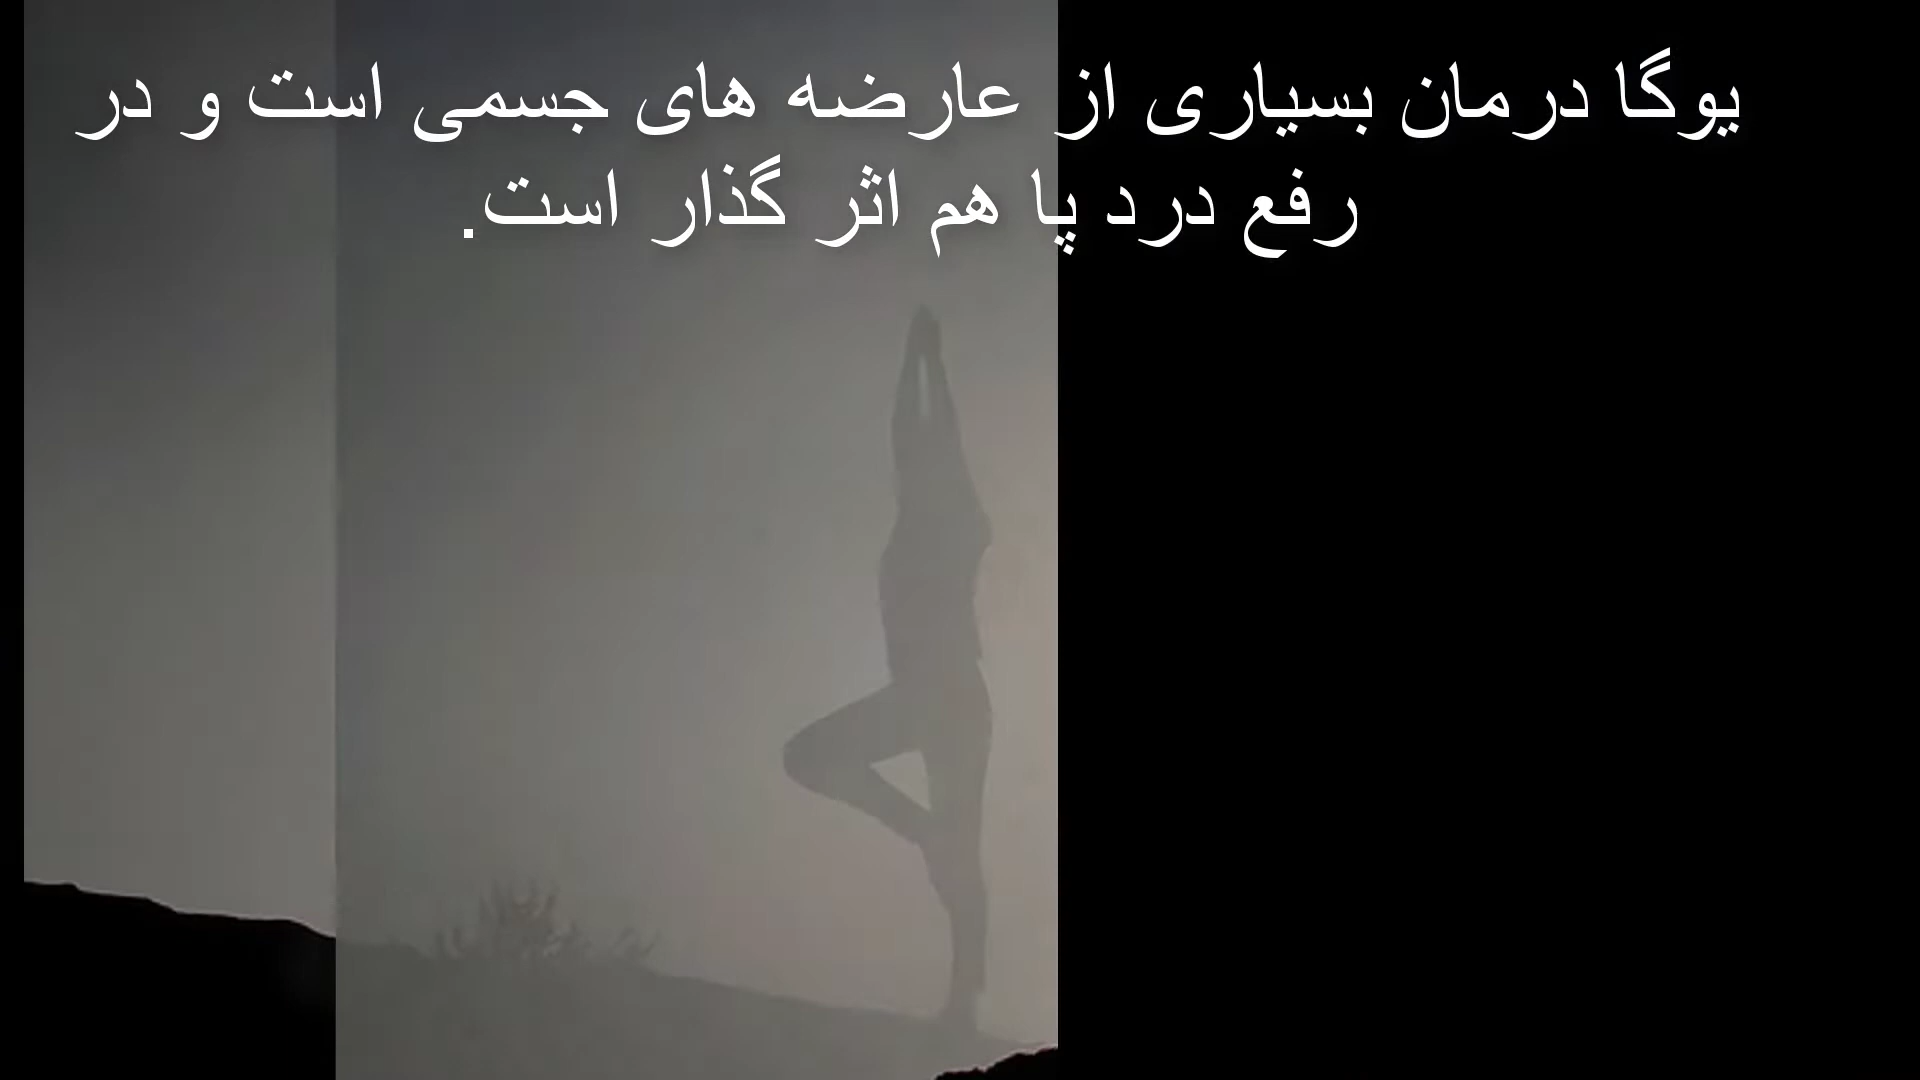 یوگا درمان بسیاری از عارضه های جسمی است و در
رفع درد پا هم اثر گذار است.